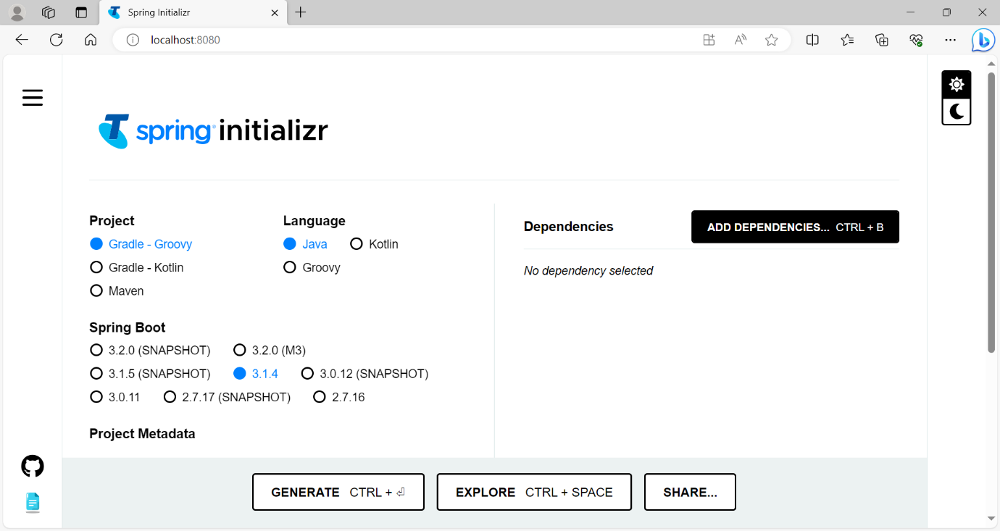 Spring Initializr
localhost:8080
spring initializr
Project
Gradle - Groovy
Gradle - Kotlin
Maven
Language
Java Kotlin
Groovy
Spring Boot
3.2.0 (SNAPSHOT) 3.2.0 (M3)
3.1.5 (SNAPSHOT) 3.1.4 3.0.12 (SNAPSHOT)
3.0.11 2.7.17 (SNAPSHOT) 2.7.16
Project Metadata
Dependencies
ADD DEPENDENCIES... CTRL + B
No dependency selected
GENERATE CTRL + ⏎
EXPLORE CTRL + SPACE
SHARE...